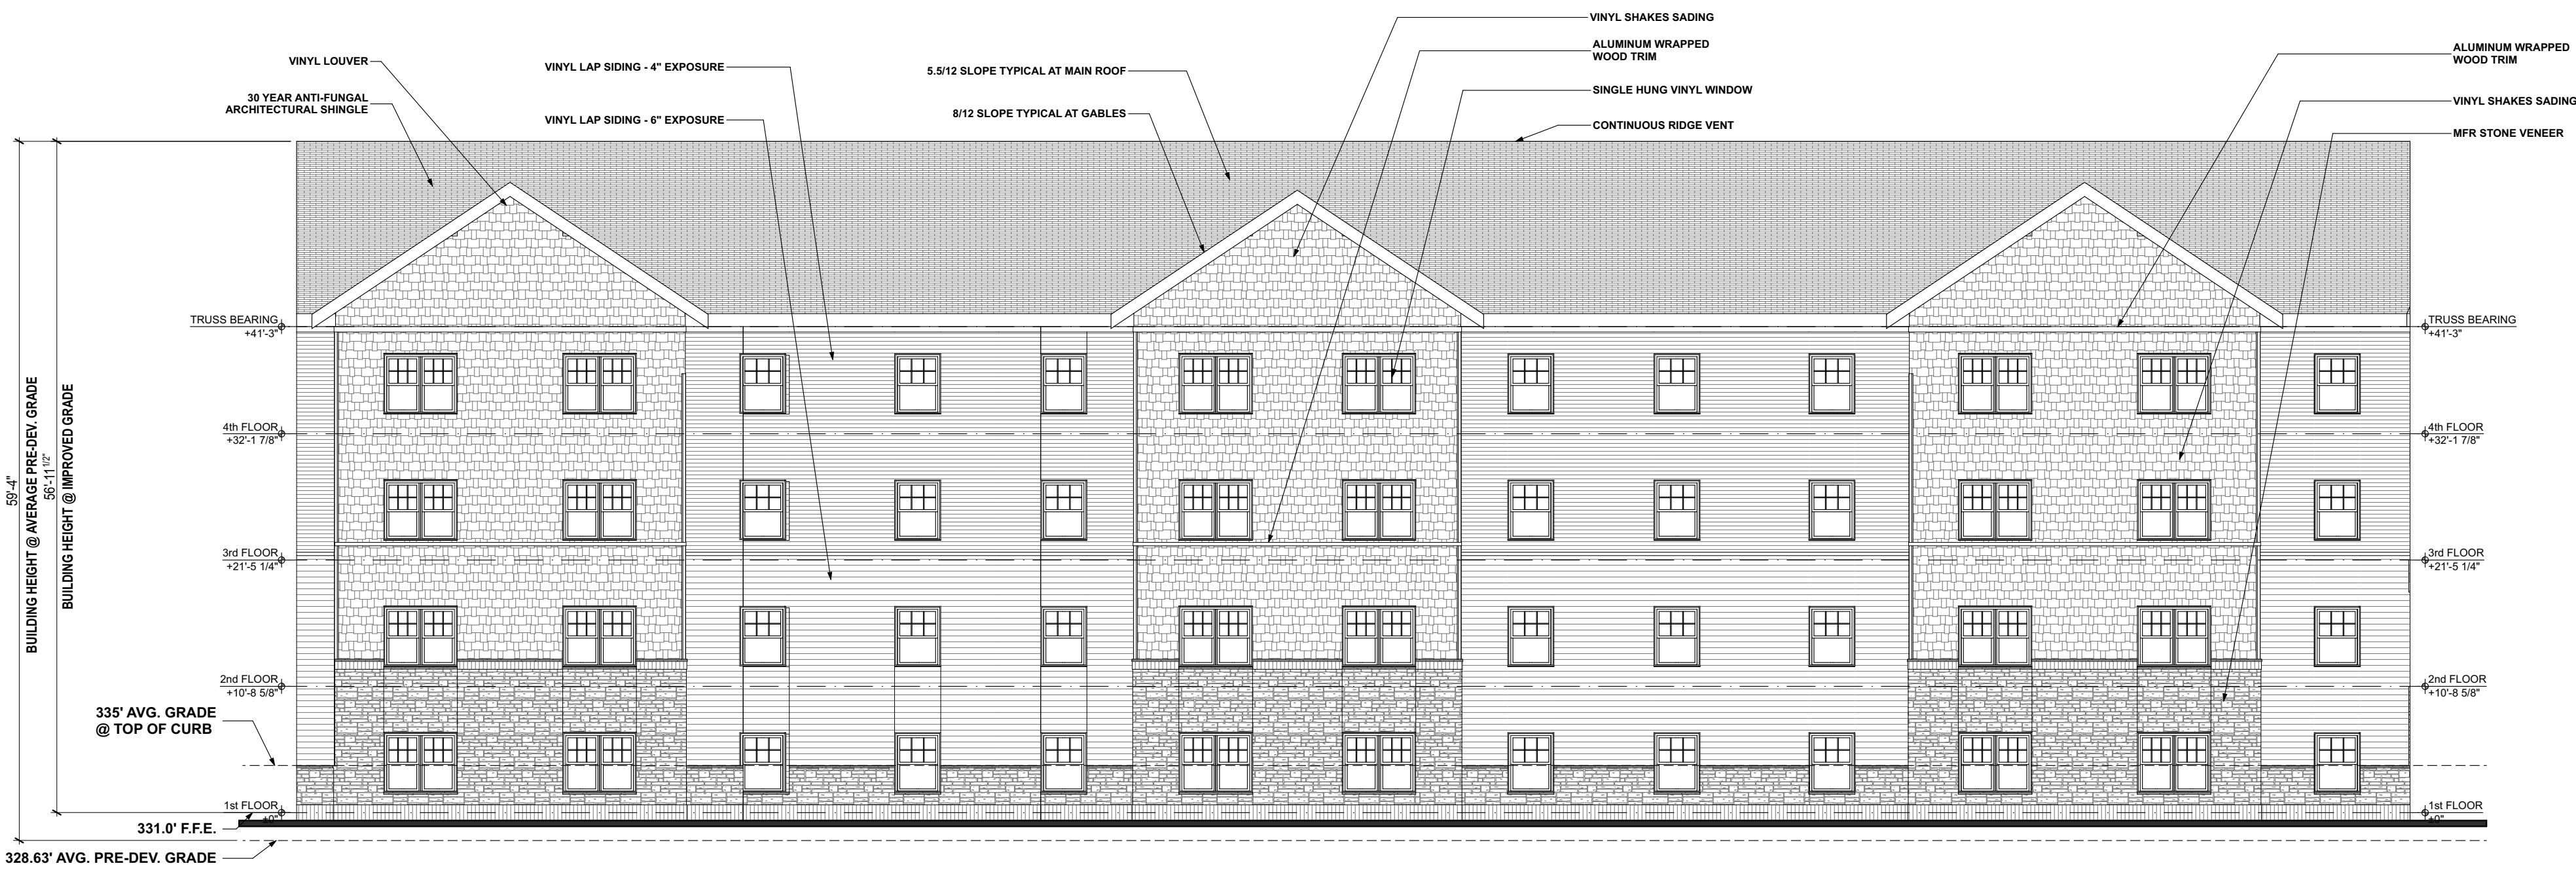 VINYL SHAKES SADING
ALUMINUM WRAPPED
WOOD TRIM
ALUMINUM WRAPPED
WOOD TRIM
VINYL LOUVER
VINYL LAP SIDING - 4" EXPOSURE
5.5/12 SLOPE TYPICAL AT MAIN ROOF
SINGLE HUNG VINYL WINDOW
30 YEAR ANTI-FUNGAL
ARCHITECTURAL SHINGLE
VINYL SHAKES SADING
VINYL LAP SIDING - 6" EXPOSURE
8/12 SLOPE TYPICAL AT GABLES
CONTINUOUS RIDGE VENT
MFR STONE VENEER
TRUSS BEARING
+41'-3"
TRUSS BEARING
+41'-3"
59'-4"
BUILDING HEIGHT @ AVERAGE PRE-DEV. GRADE
56'-11 1/2"
BUILDING HEIGHT @ IMPROVED GRADE
4th FLOOR
+32'-1 7/8"
4th FLOOR
+32'-1 7/8"
3rd FLOOR
+21'-5 1/4"
3rd FLOOR
+21'-5 1/4"
2nd FLOOR
+10'-8 5/8"
2nd FLOOR
+10'-8 5/8"
335' AVG. GRADE
@ TOP OF CURB
1st FLOOR
±0"
1st FLOOR
±0"
331.0' F.F.E.
328.63' AVG. PRE-DEV. GRADE